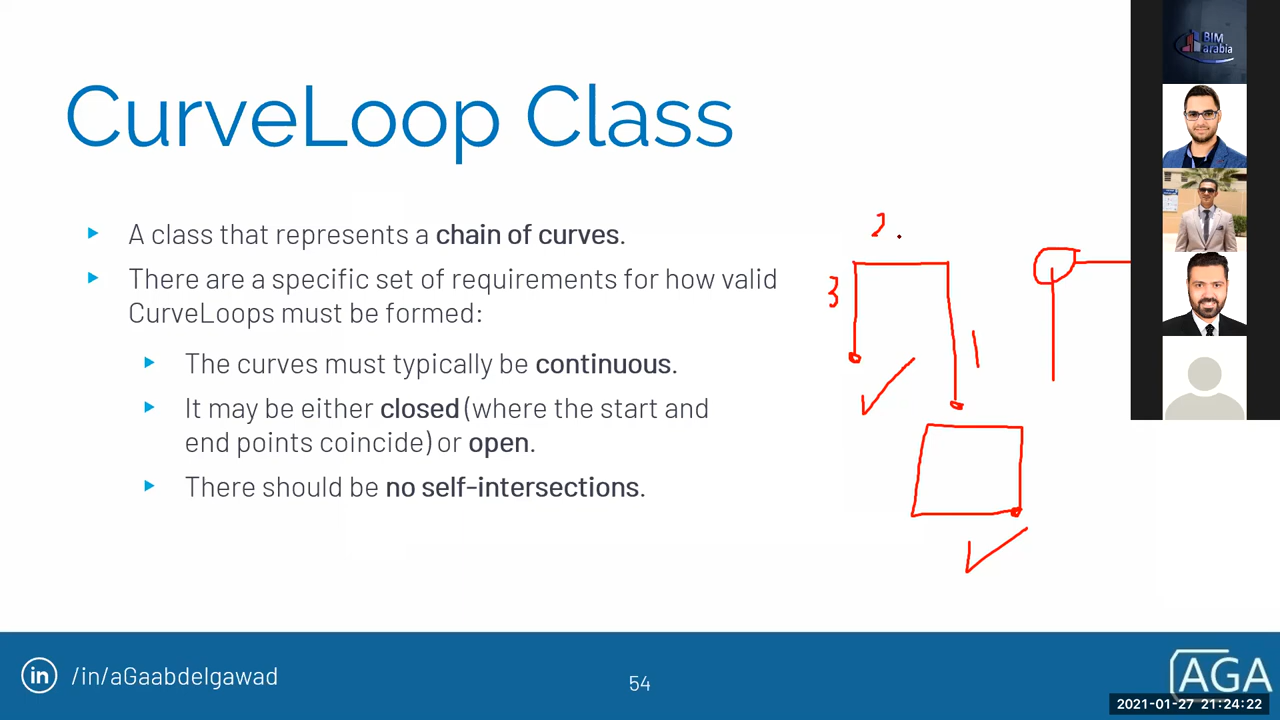 CurveLoop Class
A class that represents a chain of curves.
There are a specific set of requirements for how valid
CurveLoops must be formed:
The curves must typically be continuous.
It may be either closed (where the start and
end points coincide) or open.
There should be no self-intersections.
2
3
1
BIM
arabia
in /in/aGaabdelgawad
54
AGA
2021-01-27 21:24:22